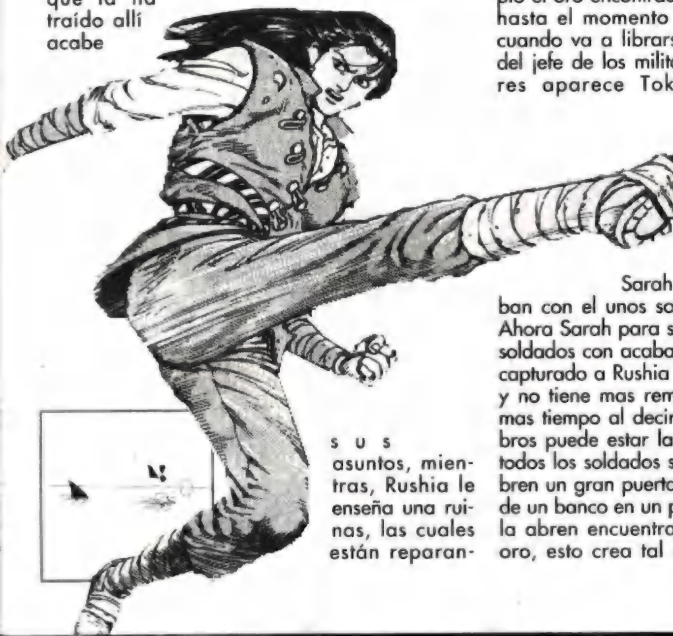 traído allí
acabe
s u s
asuntos, mien-
tras, Rushia le
enseña una rui-
nas, las cuales
están reparan-
hasta el momento
cuando va a librars
del jefe de los milita
res aparece Tok
Sarah
ban con el unos so
Ahora Sarah para s
soldados con acaba
capturado a Rushia
y no tiene mas rem
mas tiempo al decir
bros puede estar la
todos los soldados s
bren un gran puerta
de un banco en un p
la abren encuentra
oro, esto crea tal